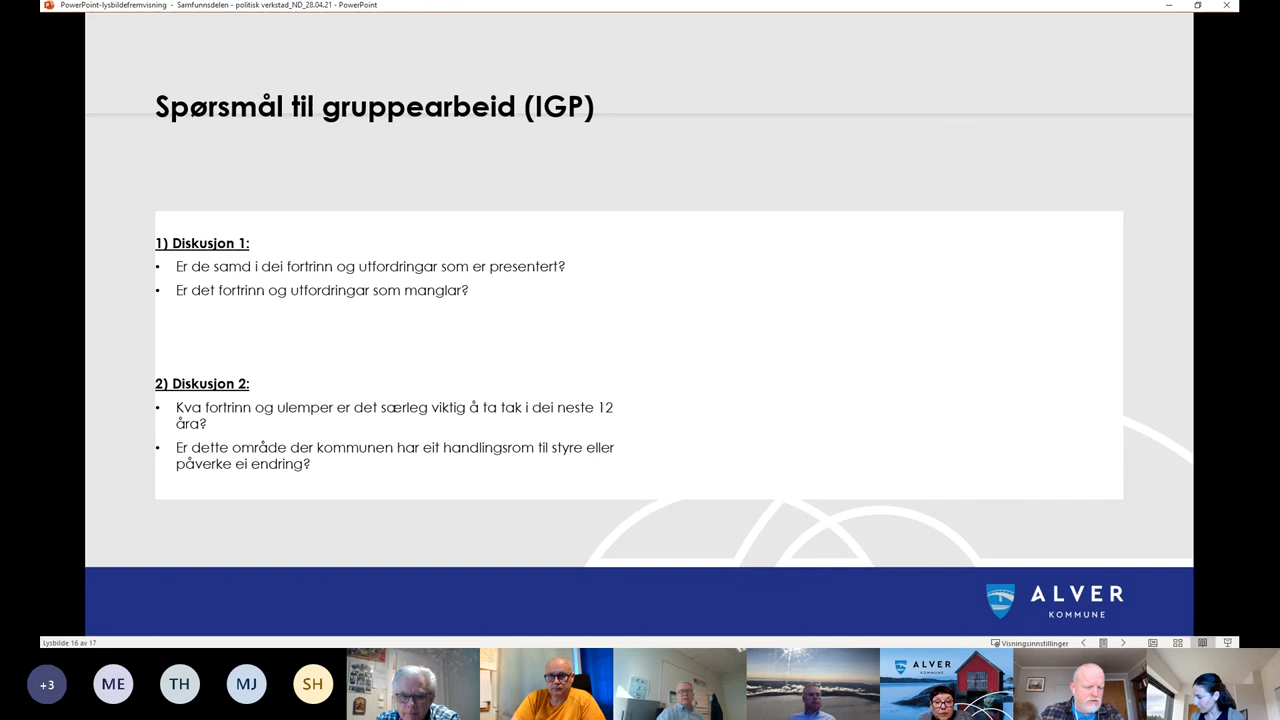 PowerPoint-lysbildefremvisning - Samfunnsdelen - politisk verkstad_ND_28.04.21 - PowerPoint
Spørsmål til gruppearbeid (IGP)
1) Diskusjon 1:
• Er de samd i dei fortrinn og utfordringar som er presentert?
• Er det fortrinn og utfordringar som manglar?
2) Diskusjon 2:
• Kva fortrinn og ulemper er det særleg viktig å ta tak i dei neste 12
åra?
• Er dette område der kommunen har eit handlingsrom til styre eller
påverke ei endring?
ALVER
KOMMUNE
Lysbilde 16 av 17
Visningsinnstillinger
+3
ME
TH
MJ
SH
ALVER